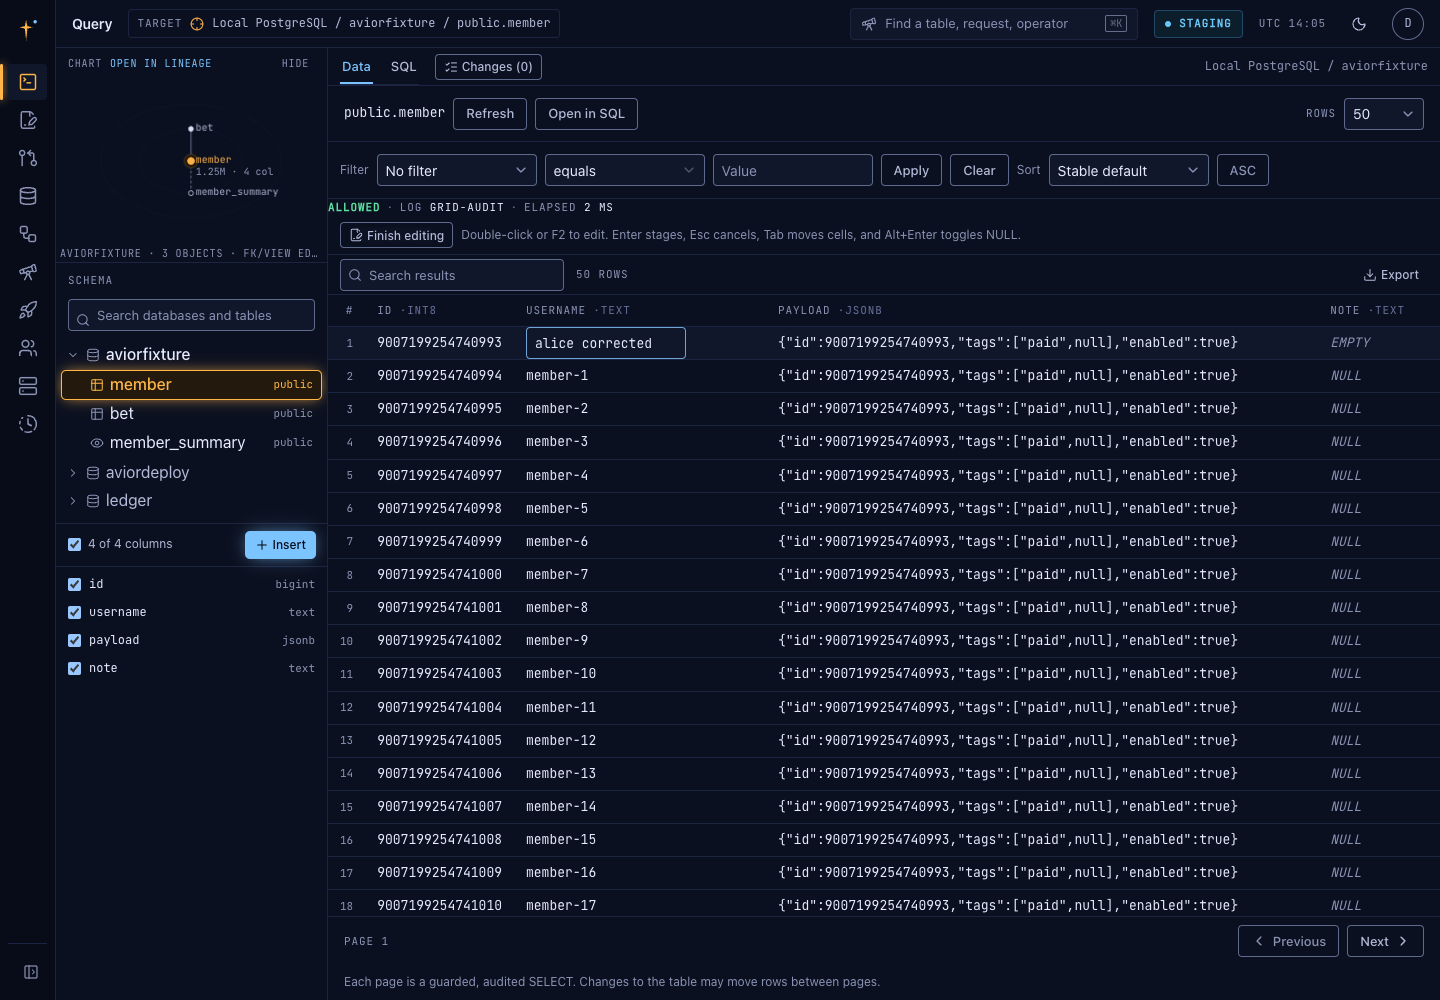 Query
TARGET Local PostgreSQL / aviorfixture / public.member
Find a table, request, operator ⌘K
STAGING
UTC 14:05
D
CHART OPEN IN LINEAGE HIDE
bet
member
1.25M · 4 col
member_summary
AVIORFIXTURE · 3 OBJECTS · FK/VIEW ED…
SCHEMA
Search databases and tables
aviorfixture
member public
bet public
member_summary public
aviordeploy
ledger
4 of 4 columns
Insert
id bigint
username text
payload jsonb
note text
Data SQL Changes (0)
Local PostgreSQL / aviorfixture
public.member Refresh Open in SQL
ROWS 50
Filter No filter equals Value Apply Clear Sort Stable default ASC
ALLOWED · LOG GRID-AUDIT · ELAPSED 2 MS
Finish editing Double-click or F2 to edit. Enter stages, Esc cancels, Tab moves cells, and Alt+Enter toggles NULL.
Search results 50 ROWS Export
# ID ·INT8 USERNAME ·TEXT PAYLOAD ·JSONB NOTE ·TEXT
1 9007199254740993 alice corrected {"id":9007199254740993,"tags":["paid",null],"enabled":true} EMPTY
2 9007199254740994 member-1 {"id":9007199254740993,"tags":["paid",null],"enabled":true} NULL
3 9007199254740995 member-2 {"id":9007199254740993,"tags":["paid",null],"enabled":true} NULL
4 9007199254740996 member-3 {"id":9007199254740993,"tags":["paid",null],"enabled":true} NULL
5 9007199254740997 member-4 {"id":9007199254740993,"tags":["paid",null],"enabled":true} NULL
6 9007199254740998 member-5 {"id":9007199254740993,"tags":["paid",null],"enabled":true} NULL
7 9007199254740999 member-6 {"id":9007199254740993,"tags":["paid",null],"enabled":true} NULL
8 9007199254741000 member-7 {"id":9007199254740993,"tags":["paid",null],"enabled":true} NULL
9 9007199254741001 member-8 {"id":9007199254740993,"tags":["paid",null],"enabled":true} NULL
10 9007199254741002 member-9 {"id":9007199254740993,"tags":["paid",null],"enabled":true} NULL
11 9007199254741003 member-10 {"id":9007199254740993,"tags":["paid",null],"enabled":true} NULL
12 9007199254741004 member-11 {"id":9007199254740993,"tags":["paid",null],"enabled":true} NULL
13 9007199254741005 member-12 {"id":9007199254740993,"tags":["paid",null],"enabled":true} NULL
14 9007199254741006 member-13 {"id":9007199254740993,"tags":["paid",null],"enabled":true} NULL
15 9007199254741007 member-14 {"id":9007199254740993,"tags":["paid",null],"enabled":true} NULL
16 9007199254741008 member-15 {"id":9007199254740993,"tags":["paid",null],"enabled":true} NULL
17 9007199254741009 member-16 {"id":9007199254740993,"tags":["paid",null],"enabled":true} NULL
18 9007199254741010 member-17 {"id":9007199254740993,"tags":["paid",null],"enabled":true} NULL
PAGE 1 Previous Next
Each page is a guarded, audited SELECT. Changes to the table may move rows between pages.